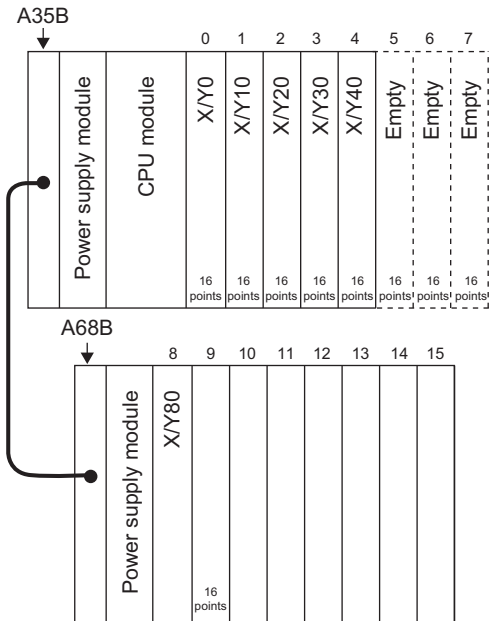 A35B
0 1 2 3 4 5 6 7
Power supply module
CPU module
X/Y0
X/Y10
X/Y20
X/Y30
X/Y40
Empty
Empty
Empty
16 points
16 points
16 points
16 points
16 points
16 points
16 points
16 points
A68B
8 9 10 11 12 13 14 15
Power supply module
X/Y80
16 points